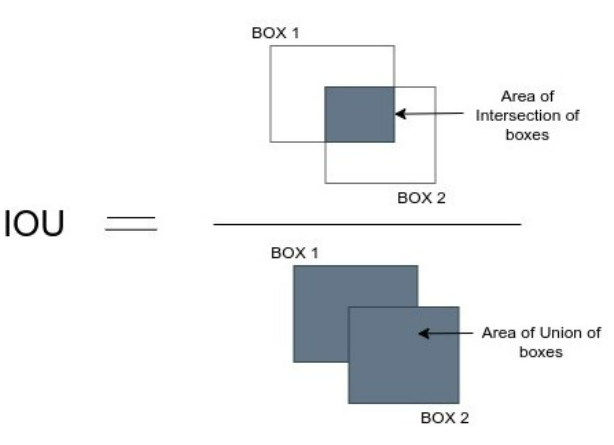 BOX 1
Area of
Intersection of
boxes
BOX 2
IOU =
BOX 1
Area of Union of
boxes
BOX 2